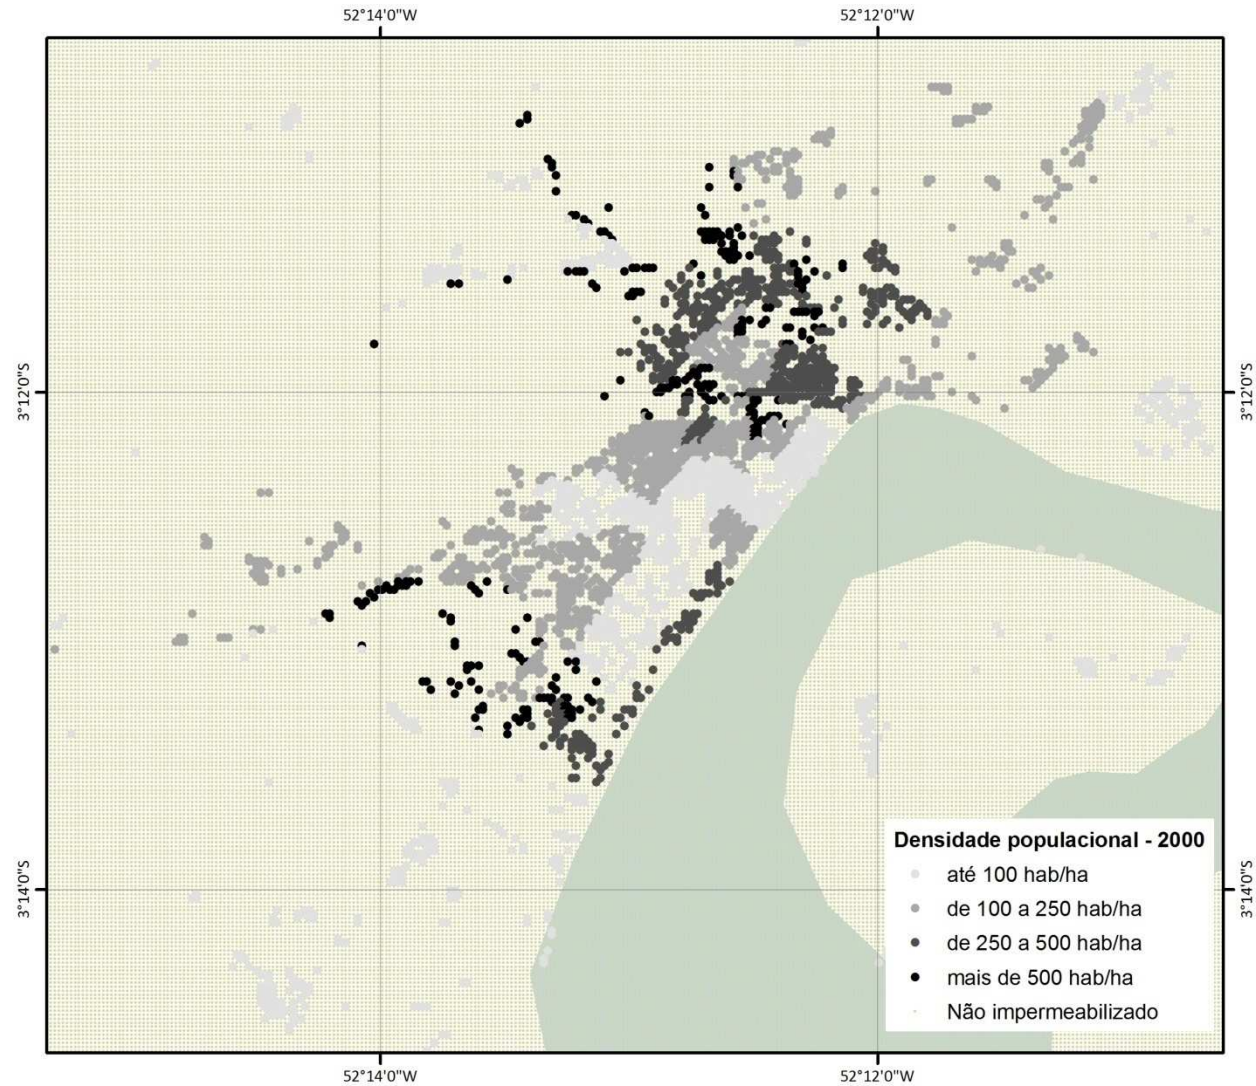 52°14'0"W
52°12'0"W
3°12'0"S
3°12'0"S
Densidade populacional - 2000
até 100 hab/ha
de 100 a 250 hab/ha
de 250 a 500 hab/ha
mais de 500 hab/ha
Não impermeabilizado
3°14'0"S
3°14'0"S
52°14'0"W
52°12'0"W